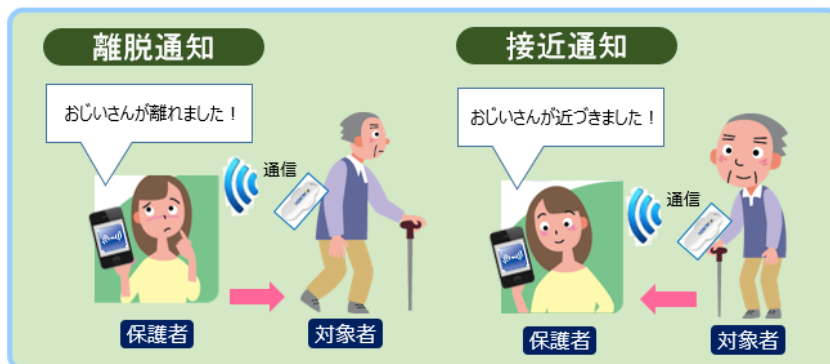 離脱通知
おじいさんが離れました!
通信
保護者
対象者
接近通知
おじいさんが近づきました!
通信
保護者
対象者